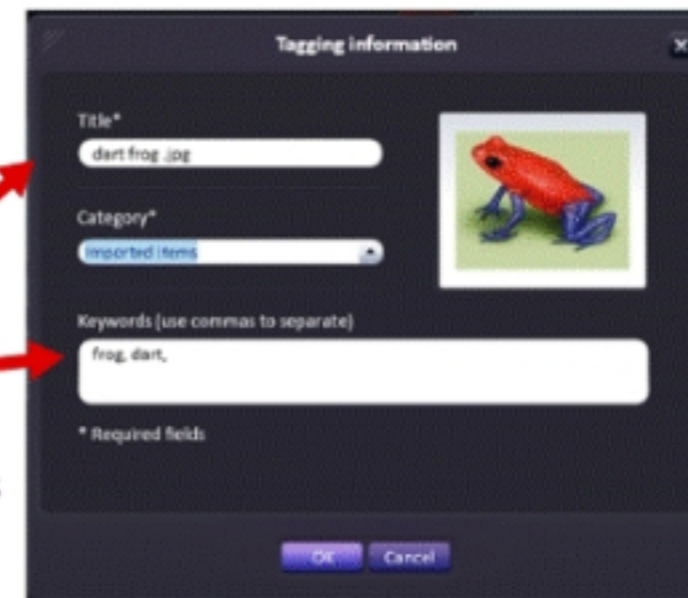 Tagging information
Title*
dart frog .jpg
Category*
imported items
Keywords (use commas to separate)
frog, dart,
* Required fields
OK
Cancel